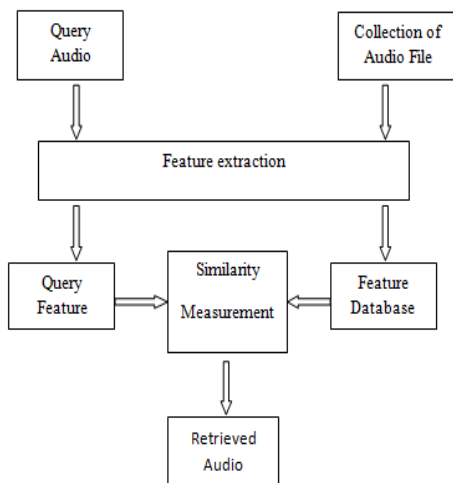 Query
Audio
Collection of
Audio File
Feature extraction
Query
Feature
Similarity
Measurement
Feature
Database
Retrieved
Audio